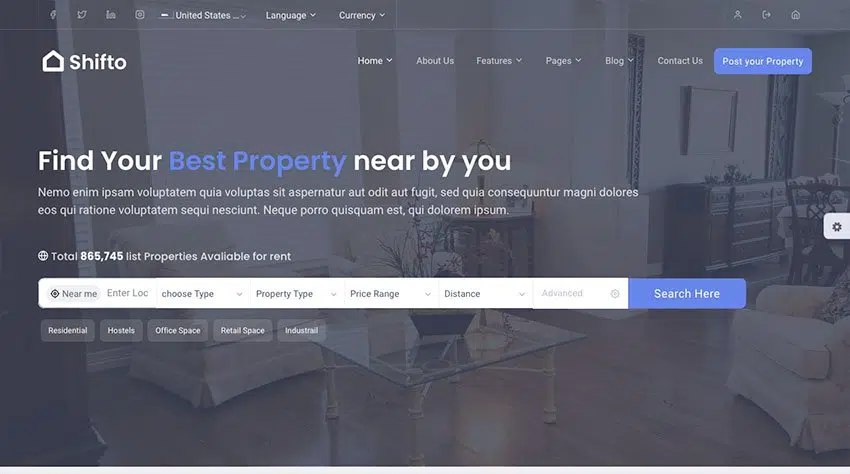 United States ... Language Currency
Shifto
Home About Us Features Pages Blog Contact Us Post your Property
Find Your Best Property near by you
Nemo enim ipsam voluptatem quia voluptas sit aspernatur aut odit aut fugit, sed quia consequuntur magni dolores
eos qui ratione voluptatem sequi nesciunt. Neque porro quisquam est, qui dolorem ipsum.
Total 865,745 list Properties Avaliable for rent
Near me Enter Loc choose Type Property Type Price Range Distance Advanced Search Here
Residential Hostels Office Space Retail Space Industrail